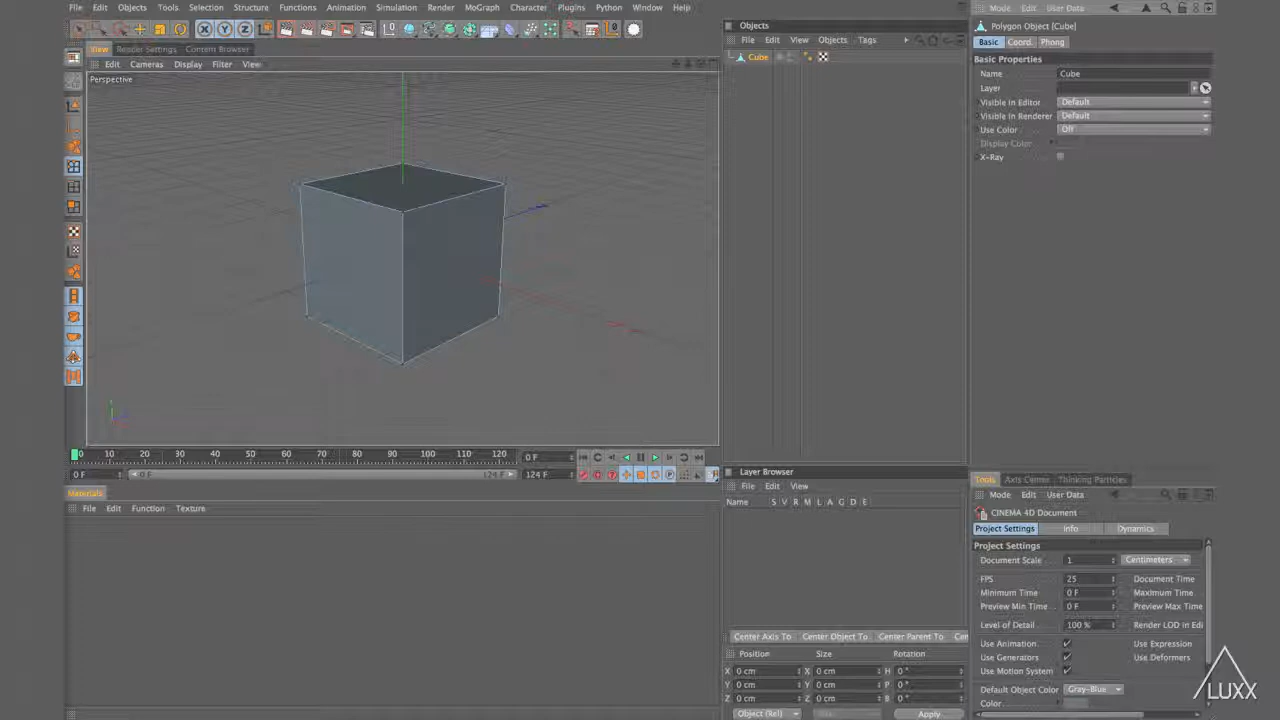 File Edit Objects Tools Selection Structure Functions Animation Simulation Render MoGraph Character Plugins Python Window Help
View Render Settings Content Browser
Edit Cameras Display Filter View
Perspective
0 10 20 30 40 50 60 70 80 90 100 110 120 0 F
0 F 0 F 174 F 124 F
Materials
File Edit Function Texture
Objects
File Edit View Objects Tags
Cube
Layer Browser
File Edit View
Name S V R M L A G D E
Center Axis To Center Object To Center Parent To Cen
Position Size Rotation
X 0 cm X 0 cm H 0 °
Y 0 cm Y 0 cm P 0 °
Z 0 cm Z 0 cm B 0 °
Object (Rel) Apply
Mode Edit User Data
Polygon Object [Cube]
Basic Coord. Phong
Basic Properties
Name Cube
Layer
Visible in Editor Default
Visible in Renderer Default
Use Color Off
Display Color
X-Ray
Tools Axis Center Thinking Particles
Mode Edit User Data
CINEMA 4D Document
Project Settings Info Dynamics
Project Settings
Document Scale 1 Centimeters
FPS 25 Document Time
Minimum Time 0 F Maximum Time
Preview Min Time 0 F Preview Max Time
Level of Detail 100 % Render LOD in Edi
Use Animation Use Expression
Use Generators Use Deformers
Use Motion System
Default Object Color Gray-Blue
Color
LUXX